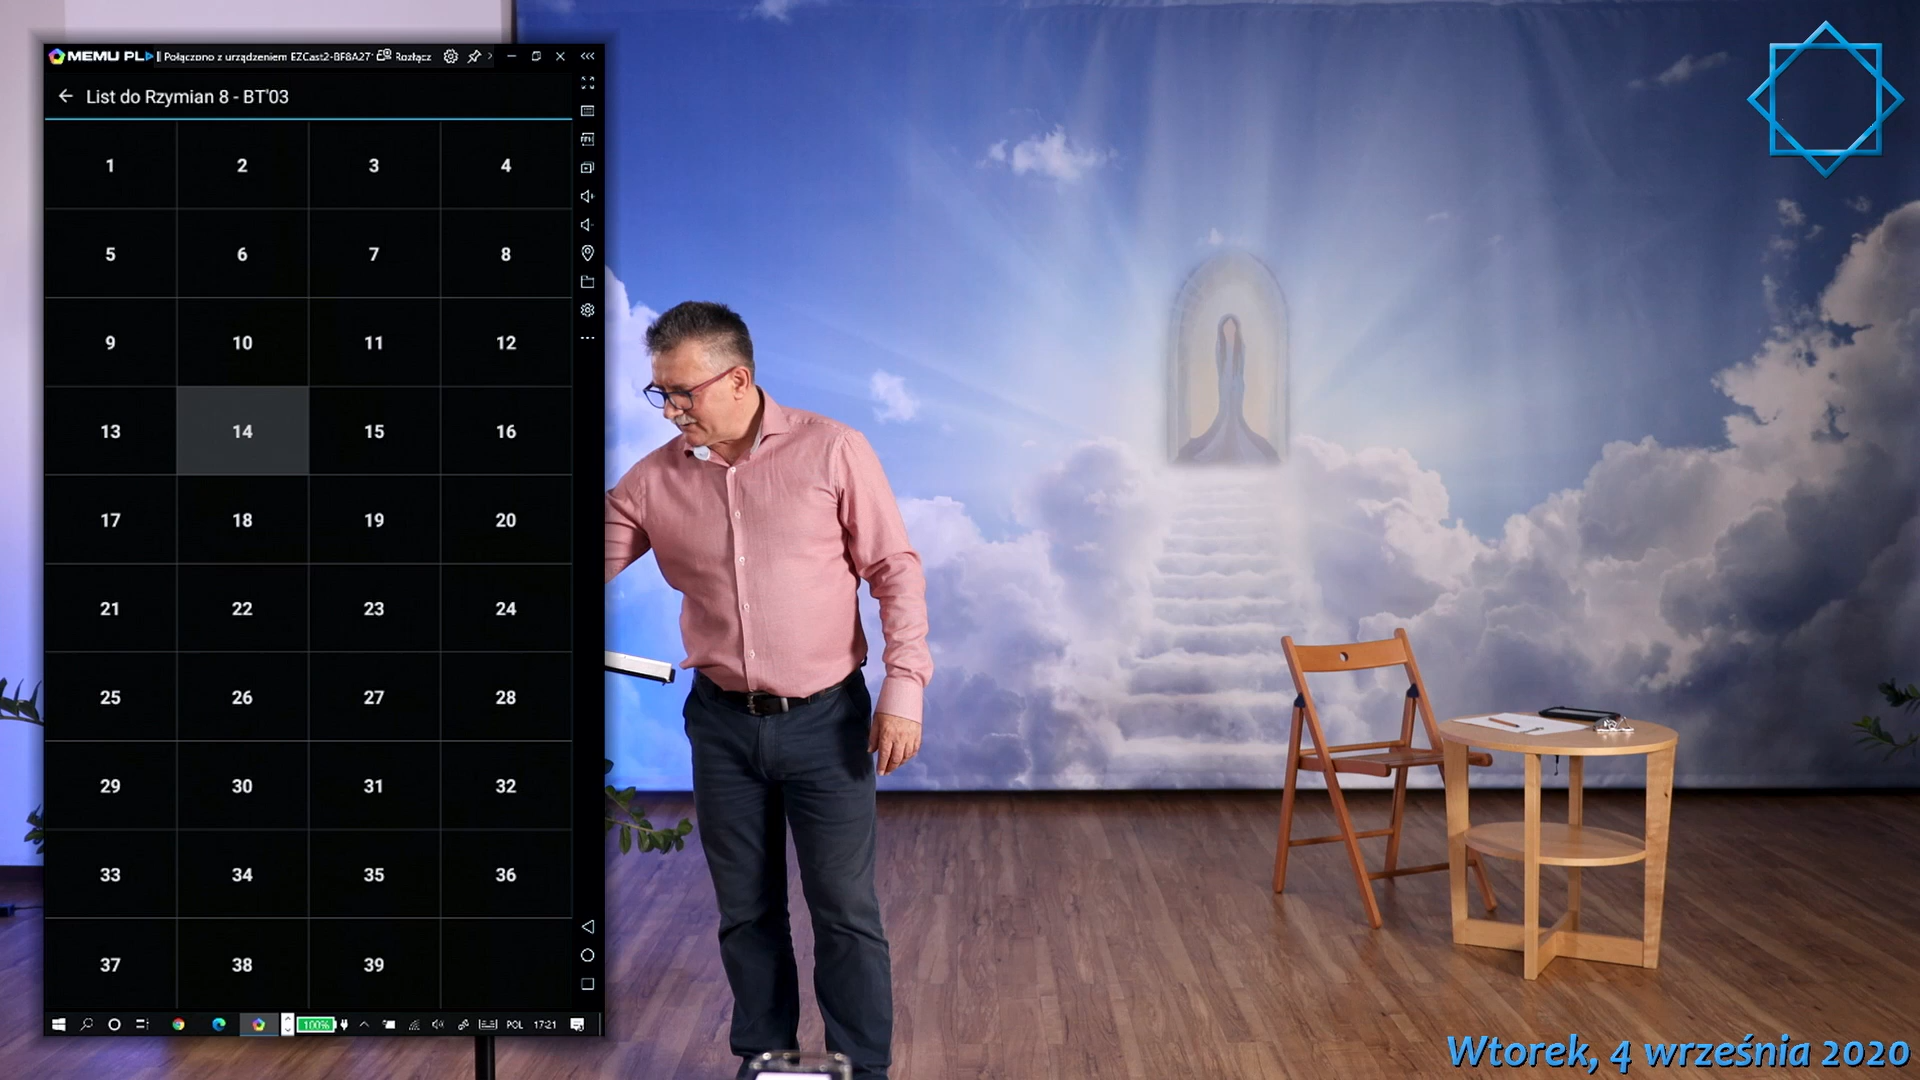 MEMU PL
Połączono z urządzeniem EZCast2-BF8A27
Rozłącz
List do Rzymian 8 - BT'03
1 2 3 4
5 6 7 8
9 10 11 12
13 14 15 16
17 18 19 20
21 22 23 24
25 26 27 28
29 30 31 32
33 34 35 36
37 38 39
100%
POL
17:21
Wtorek, 4 września 2020